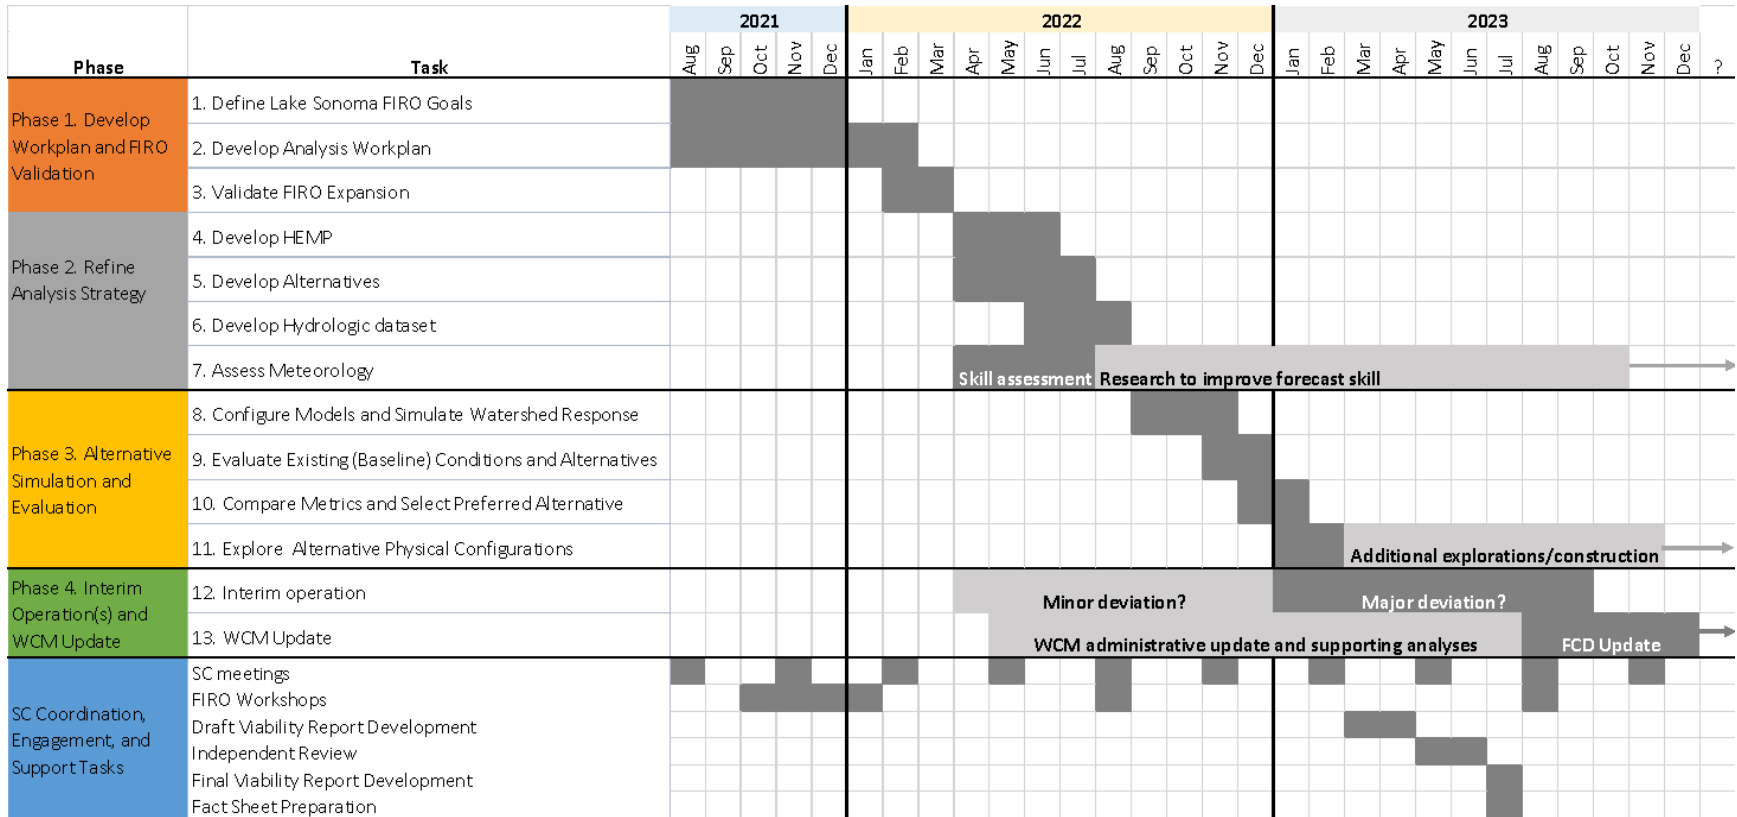 2021
2022
2023
Phase
Task
Aug
Sep
Oct
Nov
Dec
Jan
Feb
Mar
Apr
May
Jun
Jul
Aug
Sep
Oct
Nov
Dec
Jan
Feb
Mar
Apr
May
Jun
Jul
Aug
Sep
Oct
Nov
Dec
?
Phase 1. Develop
Workplan and FIRO
Validation
1. Define Lake Sonoma FIRO Goals
2. Develop Analysis Workplan
3. Validate FIRO Expansion
Phase 2. Refine
Analysis Strategy
4. Develop HEMP
5. Develop Alternatives
6. Develop Hydrologic dataset
7. Assess Meteorology
Skill assessment
Research to improve forecast skill
Phase 3. Alternative
Simulation and
Evaluation
8. Configure Models and Simulate Watershed Response
9. Evaluate Existing (Baseline) Conditions and Alternatives
10. Compare Metrics and Select Preferred Alternative
11. Explore Alternative Physical Configurations
Additional explorations/construction
Phase 4. Interim
Operation(s) and
WCM Update
12. Interim operation
Minor deviation?
Major deviation?
13. WCM Update
WCM administrative update and supporting analyses
FCD Update
SC Coordination,
Engagement, and
Support Tasks
SC meetings
FIRO Workshops
Draft Viability Report Development
Independent Review
Final Viability Report Development
Fact Sheet Preparation